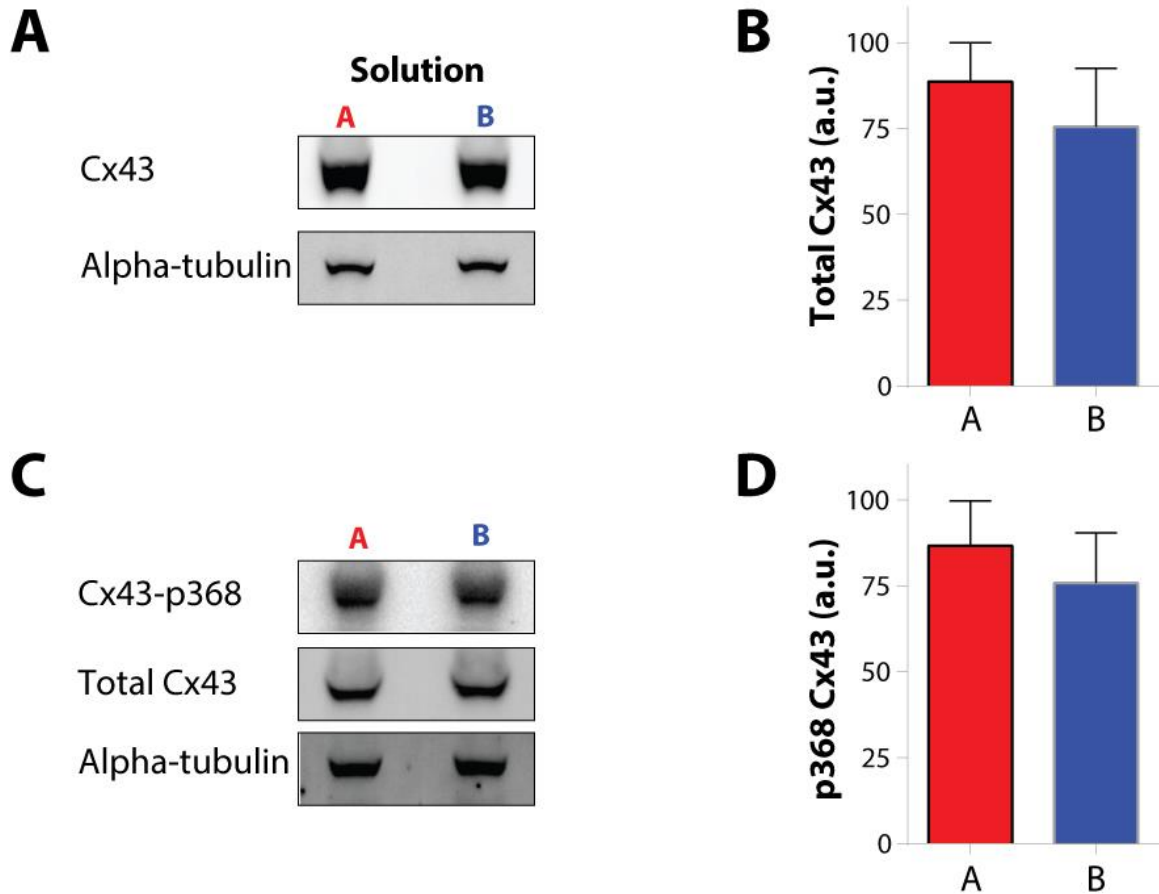 A
Solution
A B
Cx43
Alpha-tubulin
B
Total Cx43 (a.u.)
100
75
50
25
0
A B
C
A B
Cx43-p368
Total Cx43
Alpha-tubulin
D
p368 Cx43 (a.u.)
100
75
50
25
0
A B